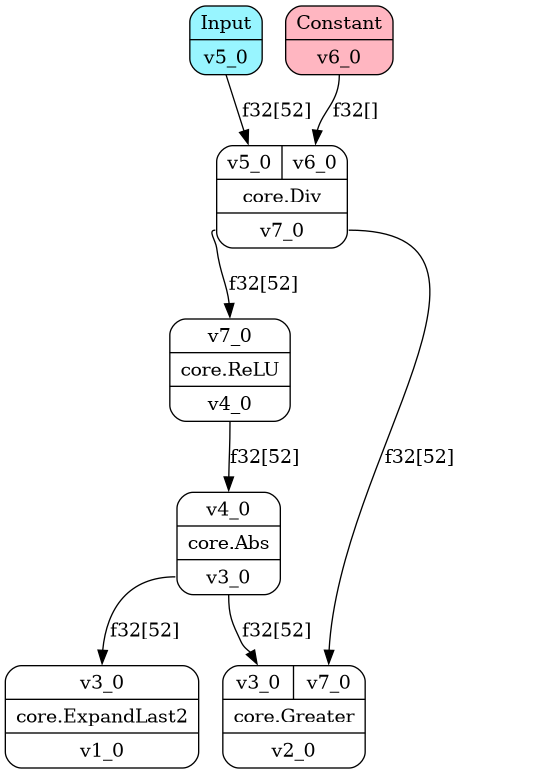 Input
v5_0
Constant
v6_0
f32[52]
f32[]
v5_0 v6_0
core.Div
v7_0
f32[52]
v7_0
core.ReLU
v4_0
f32[52]
f32[52]
v4_0
core.Abs
v3_0
f32[52]
f32[52]
v3_0
core.ExpandLast2
v1_0
v3_0 v7_0
core.Greater
v2_0